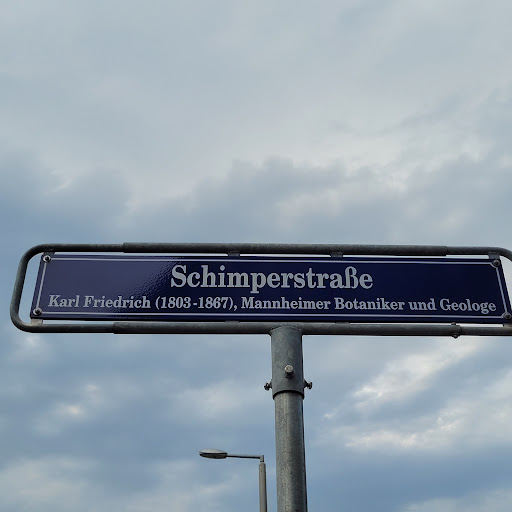 Schimperstraße
Karl Friedrich (1803-1867), Mannheimer Botaniker und Geologe